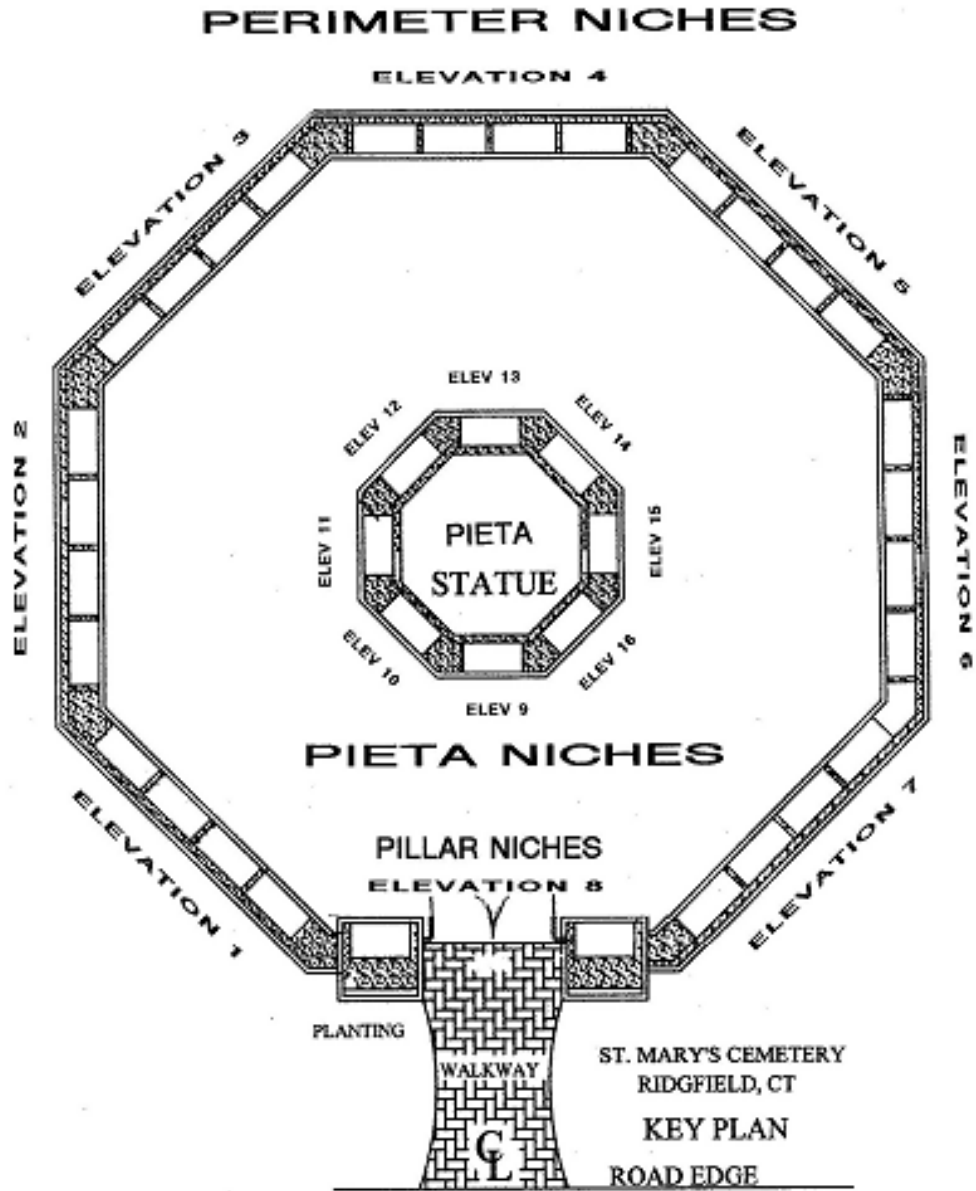 PERIMETER NICHES
ELEVATION 4
ELEVATION 3
ELEVATION 5
ELEV 13
ELEV 12
ELEV 14
ELEVATION 2
ELEV 11
PIETA
STATUE
ELEV 15
ELEVATION 6
ELEV 10
ELEV 16
ELEV 9
PIETA NICHES
ELEVATION 1
PILLAR NICHES
ELEVATION 8
ELEVATION 7
PLANTING
WALKWAY
ST. MARY'S CEMETERY
RIDGFIELD, CT
KEY PLAN
CL
ROAD EDGE